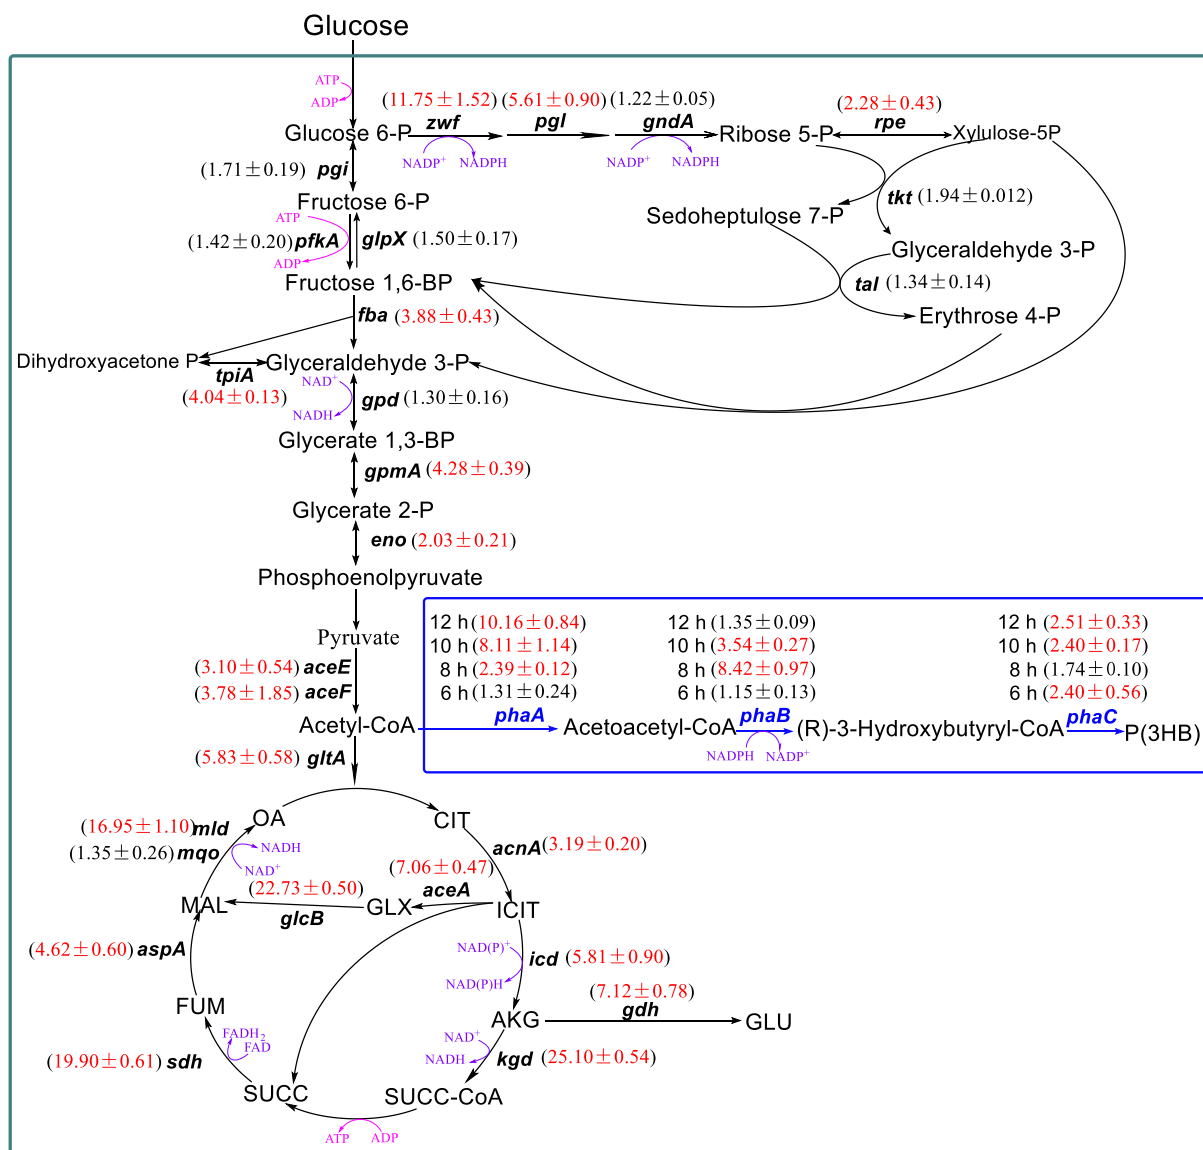 Glucose
ATP
ADP
(11.75±1.52) (5.61±0.90) (1.22±0.05) (2.28±0.43)
Glucose 6-P zwf pgl gndA Ribose 5-P rpe Xylulose-5P
NADP⁺ NADPH NADP⁺ NADPH
(1.71±0.19) pgi
Fructose 6-P
tkt (1.94±0.012)
ATP
Sedoheptulose 7-P
(1.42±0.20) pfkA glpX (1.50±0.17)
Glyceraldehyde 3-P
ADP
Fructose 1,6-BP
tal (1.34±0.14)
fba (3.88±0.43)
Erythrose 4-P
Dihydroxyacetone P Glyceraldehyde 3-P
tpiA
NAD⁺
(4.04±0.13)
gpd (1.30±0.16)
NADH
Glycerate 1,3-BP
gpmA (4.28±0.39)
Glycerate 2-P
eno (2.03±0.21)
Phosphoenolpyruvate
Pyruvate
(3.10±0.54) aceE
(3.78±1.85) aceF
12 h (10.16±0.84) 12 h (1.35±0.09) 12 h (2.51±0.33)
10 h (8.11±1.14) 10 h (3.54±0.27) 10 h (2.40±0.17)
8 h (2.39±0.12) 8 h (8.42±0.97) 8 h (1.74±0.10)
6 h (1.31±0.24) 6 h (1.15±0.13) 6 h (2.40±0.56)
phaA phaB phaC
Acetyl-CoA Acetoacetyl-CoA (R)-3-Hydroxybutyryl-CoA P(3HB)
NADPH NADP⁺
(5.83±0.58) gltA
OA CIT
(16.95±1.10) mld
acnA (3.19±0.20)
(1.35±0.26) mqo
NADH
NAD⁺
(7.06±0.47)
(22.73±0.50) aceA
MAL GLX ICIT
glcB
(4.62±0.60) aspA
NAD(P)⁺
icd (5.81±0.90)
NAD(P)H
(7.12±0.78)
FUM
gdh
AKG GLU
FADH₂
FAD
NAD⁺
NADH
(19.90±0.61) sdh
kgd (25.10±0.54)
SUCC SUCC-CoA
ATP ADP